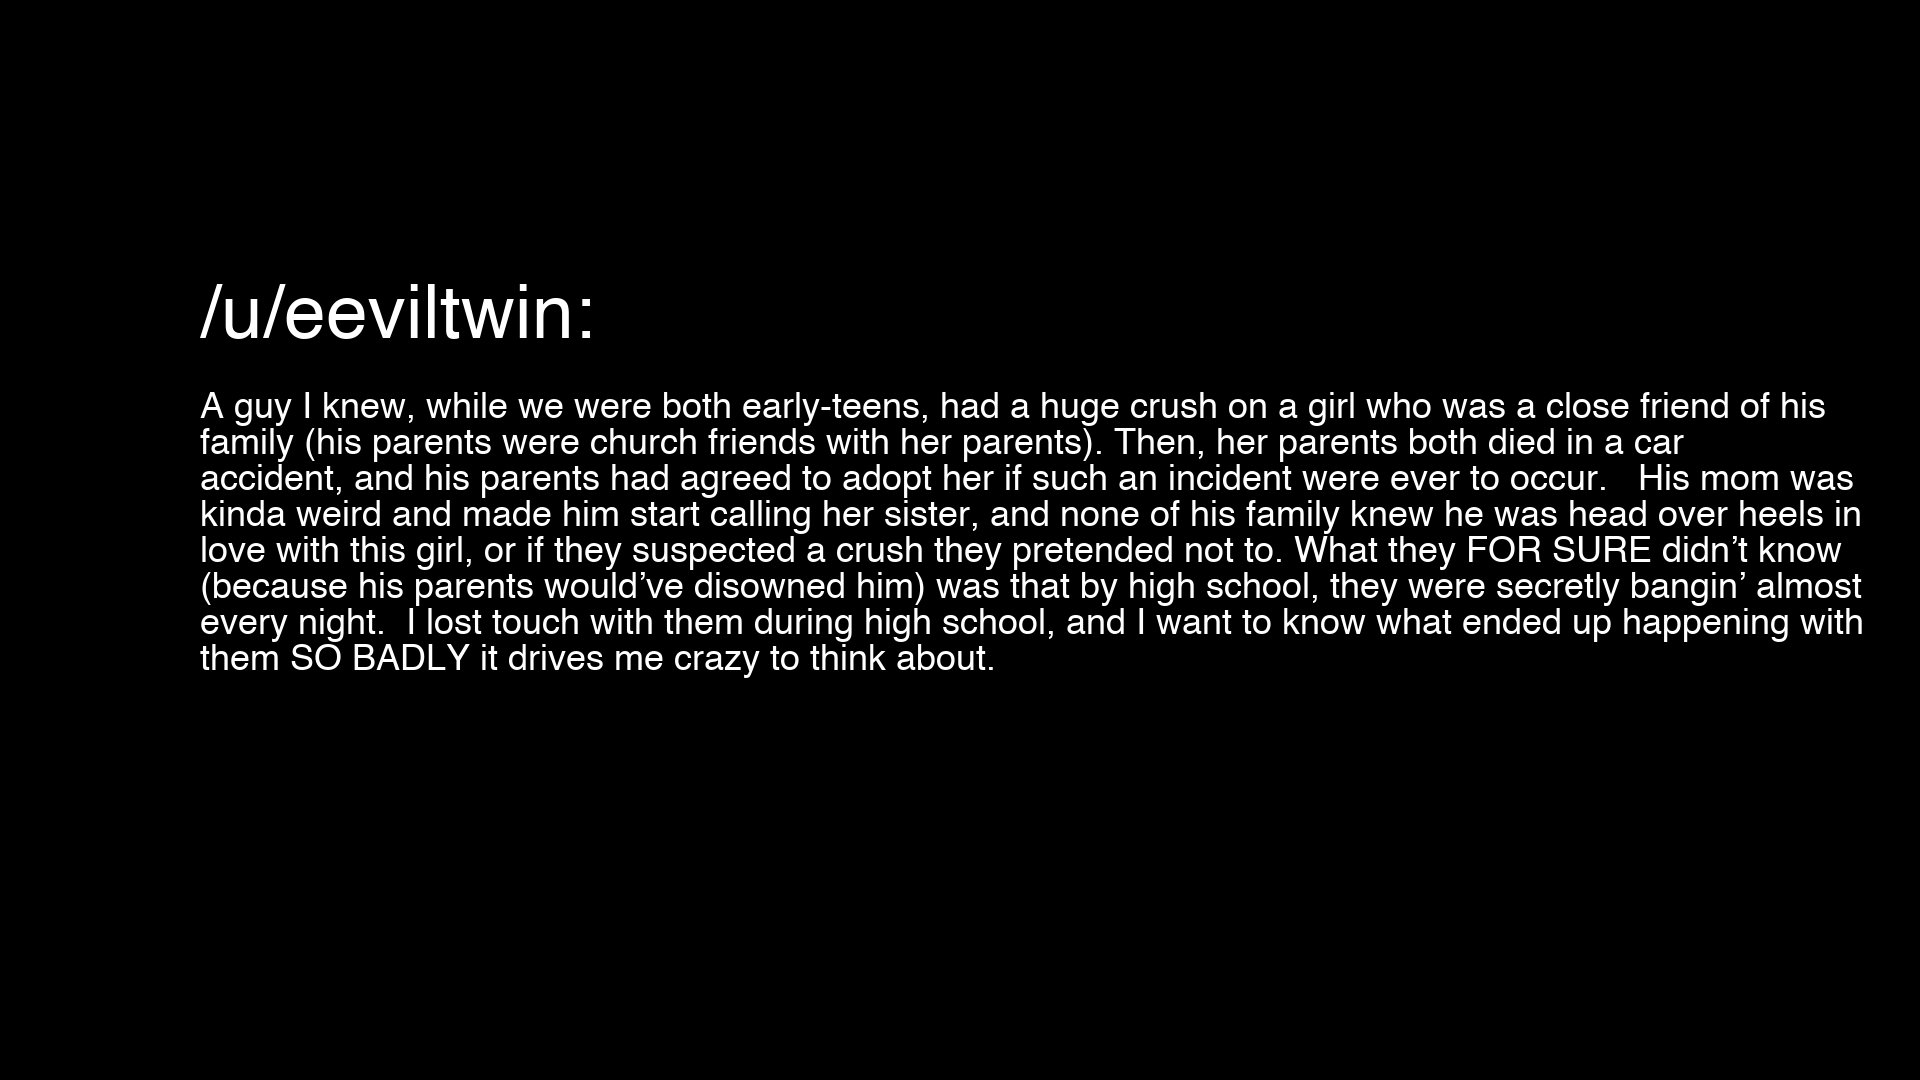 /u/eeviltwin:
A guy I knew, while we were both early-teens, had a huge crush on a girl who was a close friend of his
family (his parents were church friends with her parents). Then, her parents both died in a car
accident, and his parents had agreed to adopt her if such an incident were ever to occur.   His mom was
kinda weird and made him start calling her sister, and none of his family knew he was head over heels in
love with this girl, or if they suspected a crush they pretended not to. What they FOR SURE didn’t know
(because his parents would’ve disowned him) was that by high school, they were secretly bangin’ almost
every night.  I lost touch with them during high school, and I want to know what ended up happening with
them SO BADLY it drives me crazy to think about.